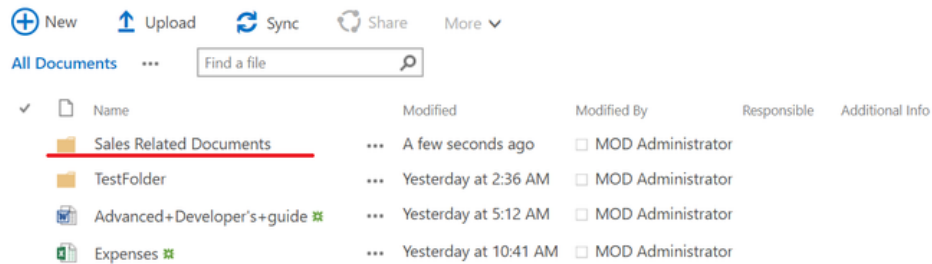 New Upload Sync Share More
All Documents ••• Find a file
Name Modified Modified By Responsible Additional Info
Sales Related Documents ••• A few seconds ago MOD Administrator
TestFolder ••• Yesterday at 2:36 AM MOD Administrator
Advanced+Developer's+guide ••• Yesterday at 5:12 AM MOD Administrator
Expenses ••• Yesterday at 10:41 AM MOD Administrator